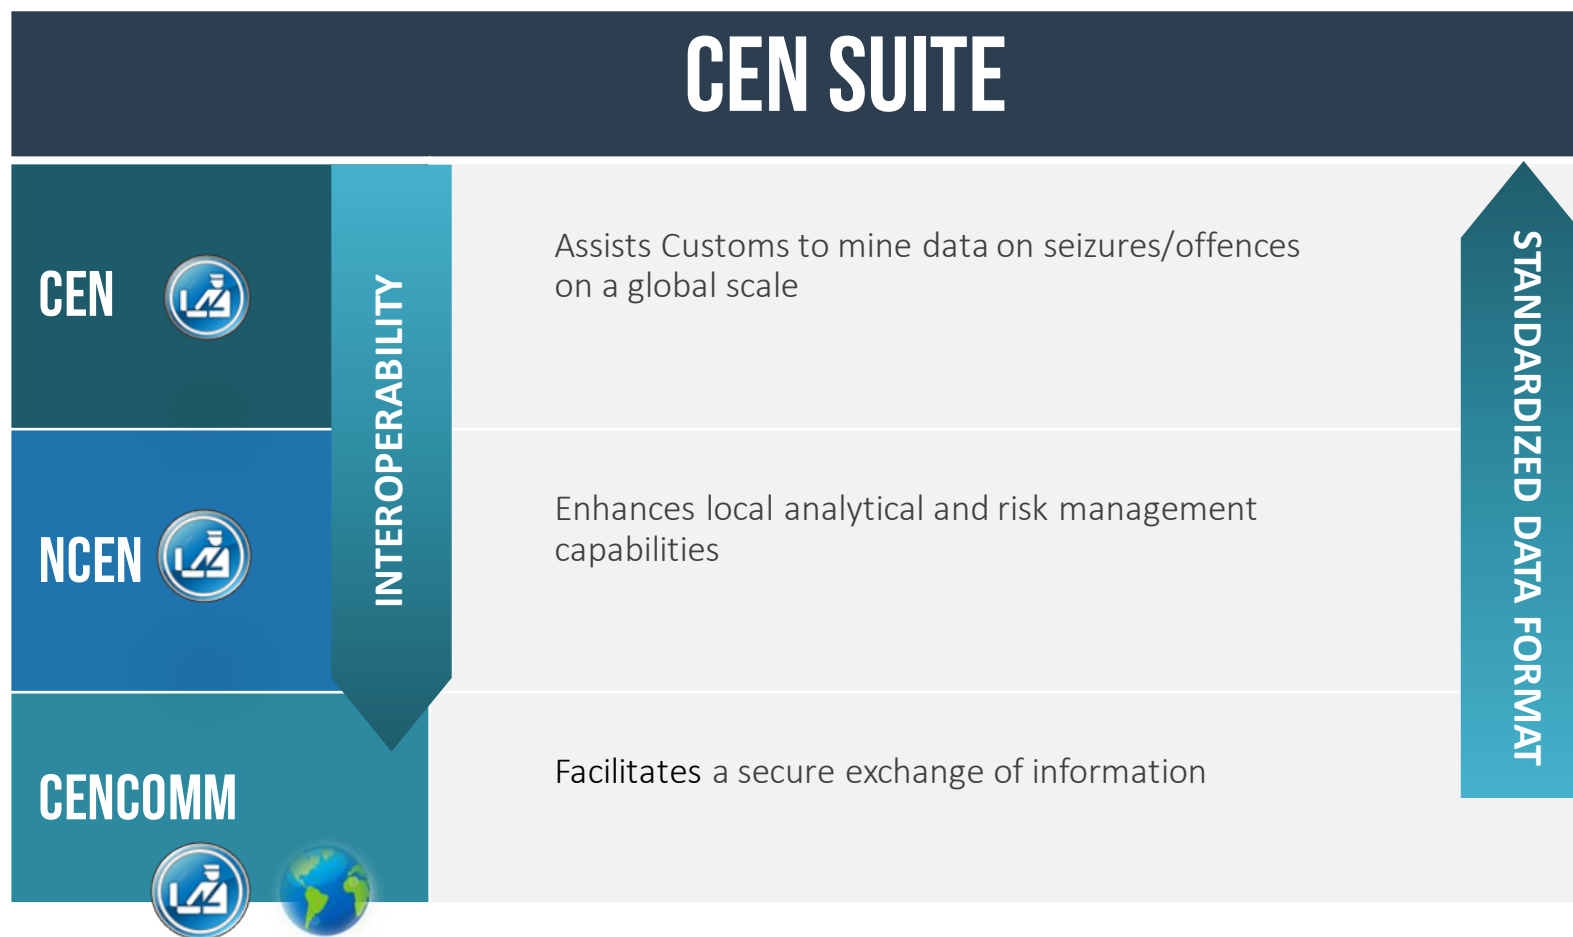 CEN SUITE
CEN
INTEROPERABILITY
Assists Customs to mine data on seizures/offences
on a global scale
STANDARDIZED DATA FORMAT
NCEN
Enhances local analytical and risk management
capabilities
CENCOMM
Facilitates a secure exchange of information